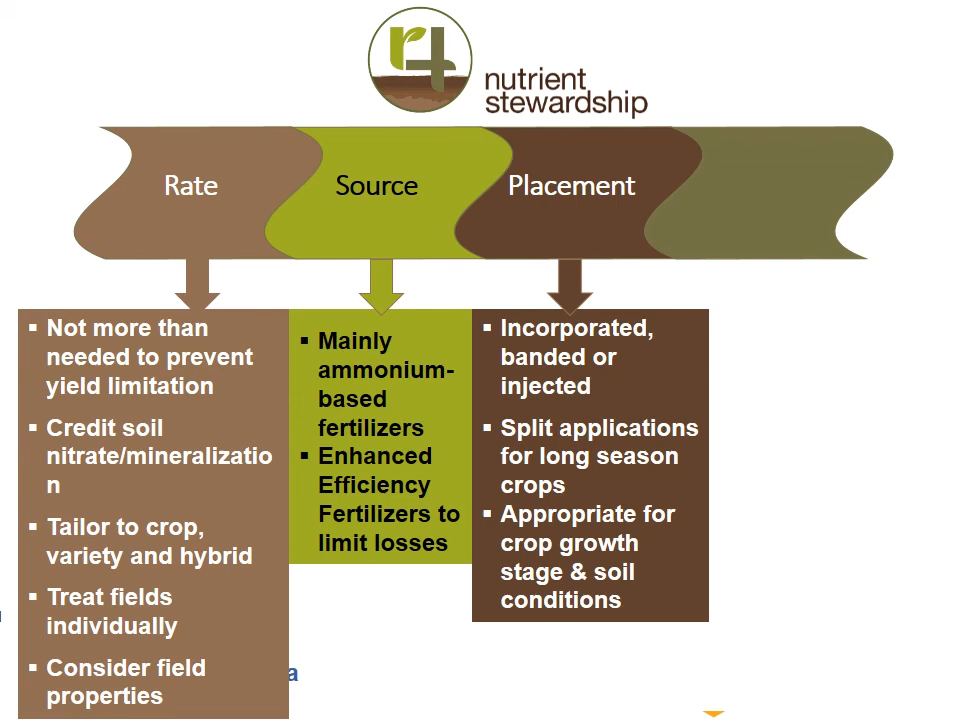 r4
nutrient
stewardship
Rate
Source
Placement
▪ Not more than
needed to prevent
yield limitation
▪ Credit soil
nitrate/mineralizatio
n
▪ Tailor to crop,
variety and hybrid
▪ Treat fields
individually
▪ Consider field
properties
▪ Mainly
ammonium-
based
fertilizers
▪ Enhanced
Efficiency
Fertilizers to
limit losses
▪ Incorporated,
banded or
injected
▪ Split applications
for long season
crops
▪ Appropriate for
crop growth
stage & soil
conditions
a